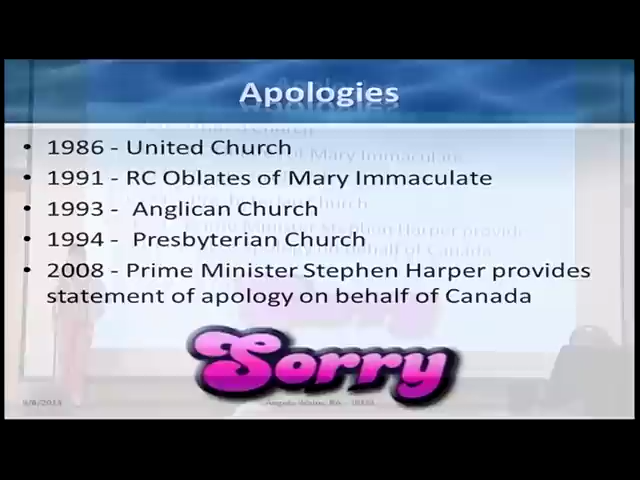 Apologies
• 1986 - United Church
• 1991 - RC Oblates of Mary Immaculate
• 1993 - Anglican Church
• 1994 - Presbyterian Church
• 2008 - Prime Minister Stephen Harper provides
statement of apology on behalf of Canada
Sorry